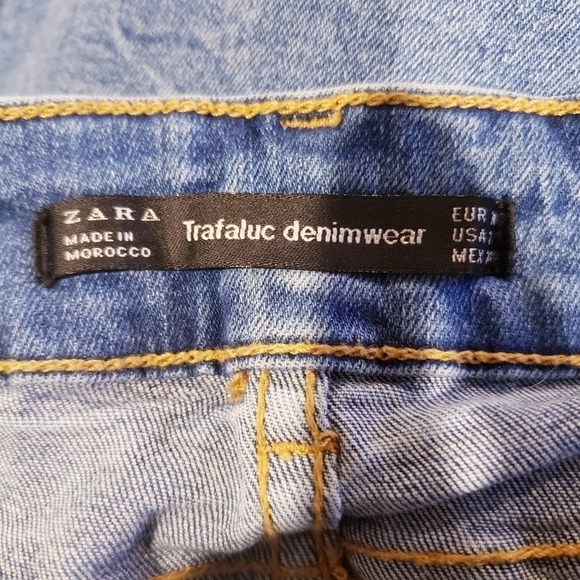 ZARA
MADE IN
MOROCCO
Trafaluc denimwear
EUR
USA
MEX